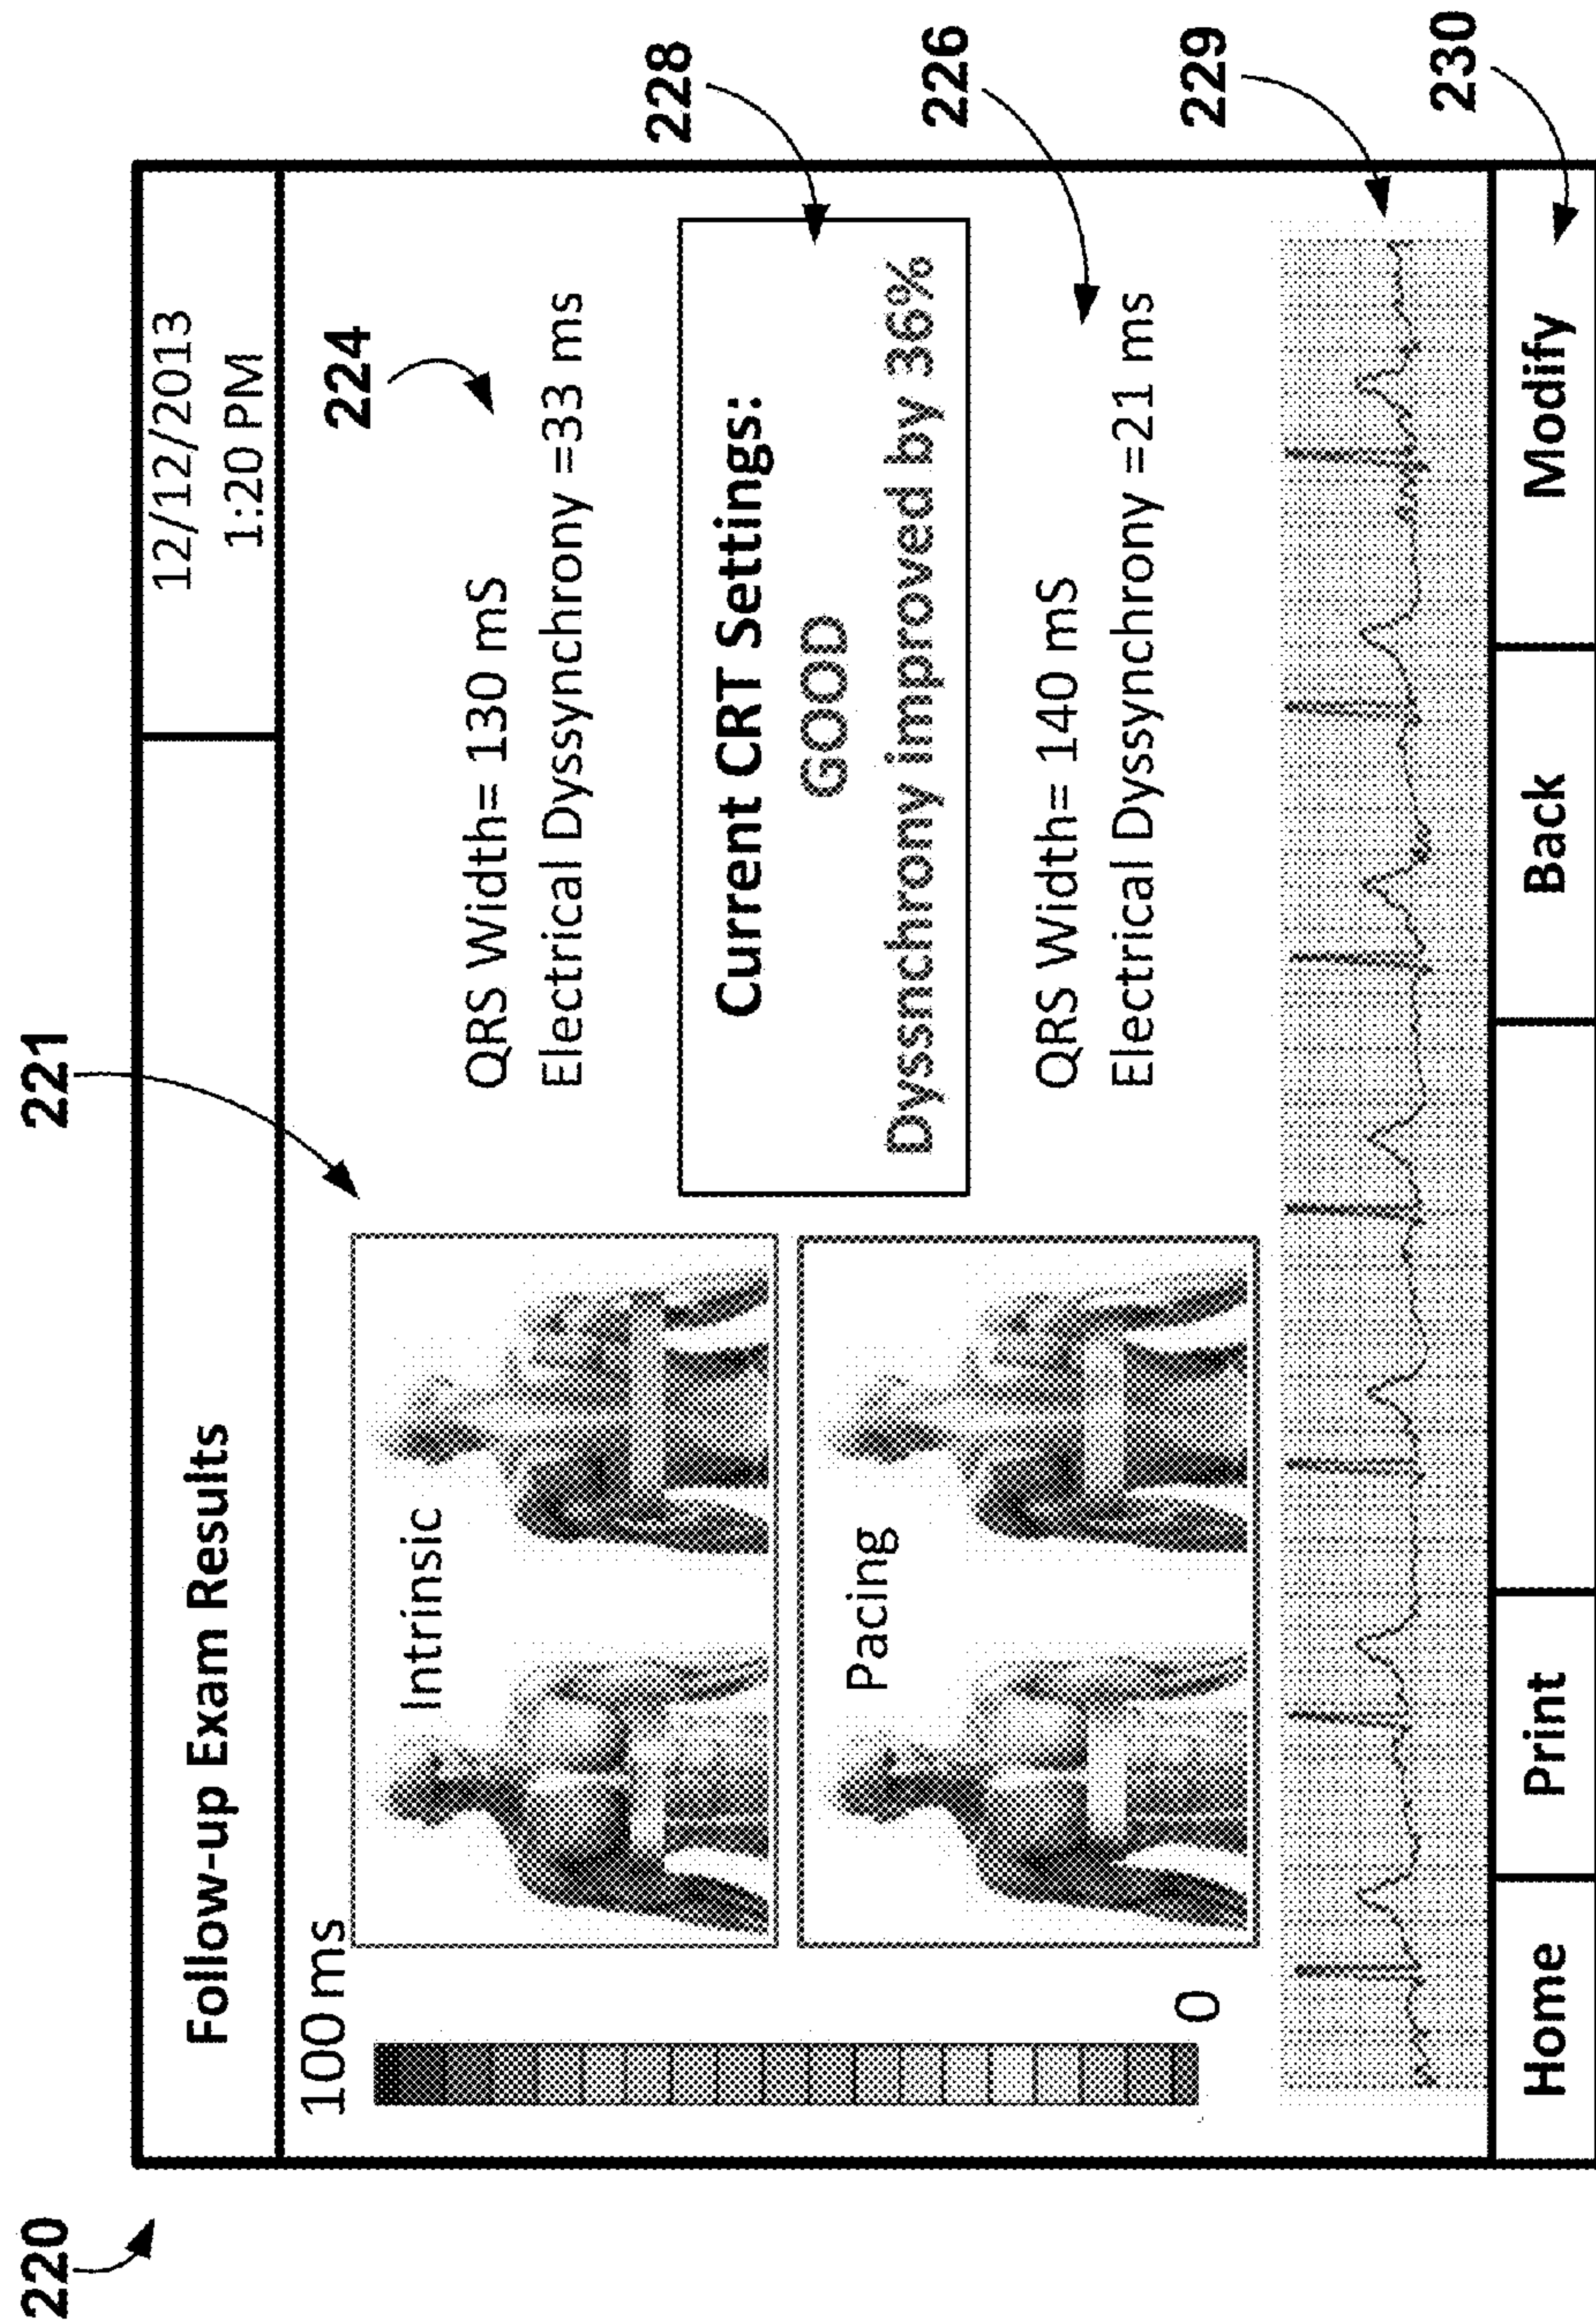 220
221
Follow-up Exam Results
12/12/2013
1:20 PM
100 ms
0
Intrinsic
Pacing
224
QRS Width= 130 mS
Electrical Dyssynchrony =33 ms
228
Current CRT Settings:
GOOD
Dyssnchrony improved by 36%
226
QRS Width= 140 mS
Electrical Dyssynchrony =21 ms
229
230
Home
Print
Back
Modify